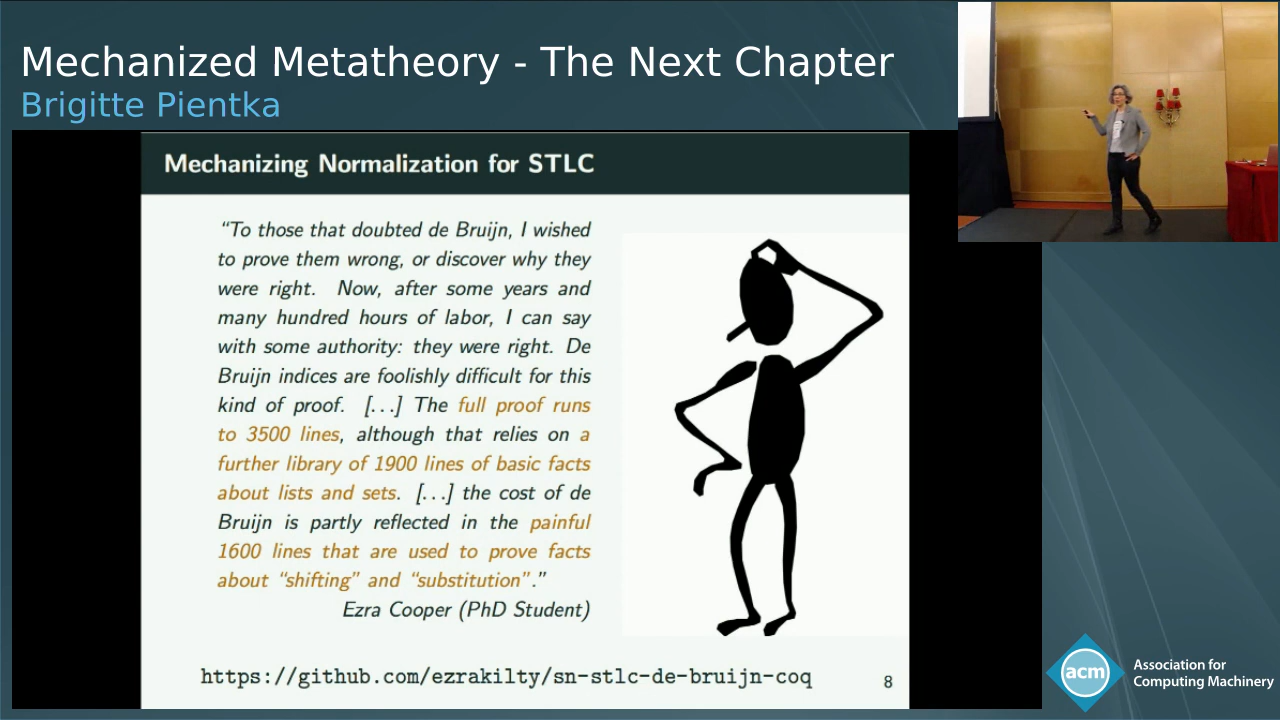 Mechanized Metatheory - The Next Chapter
Brigitte Pientka
Mechanizing Normalization for STLC
“To those that doubted de Bruijn, I wished
to prove them wrong, or discover why they
were right. Now, after some years and
many hundred hours of labor, I can say
with some authority: they were right. De
Bruijn indices are foolishly difficult for this
kind of proof. [...] The full proof runs
to 3500 lines, although that relies on a
further library of 1900 lines of basic facts
about lists and sets. [...] the cost of de
Bruijn is partly reflected in the painful
1600 lines that are used to prove facts
about “shifting” and “substitution”.”
Ezra Cooper (PhD Student)
https://github.com/ezrakilty/sn-stlc-de-bruijn-coq
8
acm
Association for
Computing Machinery